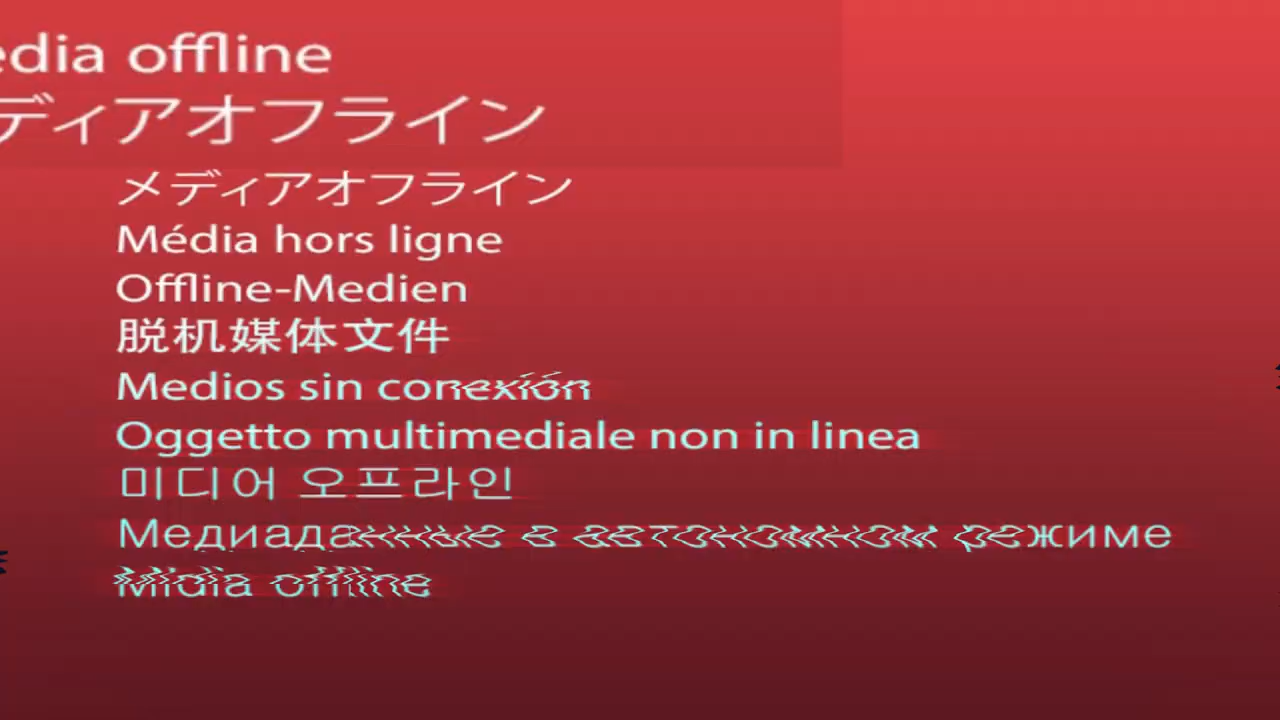 edia offline
ディアオフライン
メディアオフライン
Média hors ligne
Offline-Medien
脱机媒体文件
Medios sin conexión
Oggetto multimediale non in linea
미디어 오프라인
Медиаданные в автономном режиме
Mídia offline